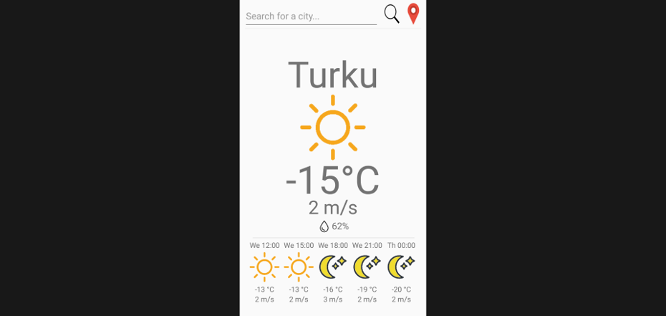 Search for a city...
Turku
-15°C
2 m/s
62%
We 12:00 We 15:00 We 18:00 We 21:00 Th 00:00
-13 °C -13 °C -16 °C -19 °C -20 °C
2 m/s 2 m/s 3 m/s 2 m/s 2 m/s